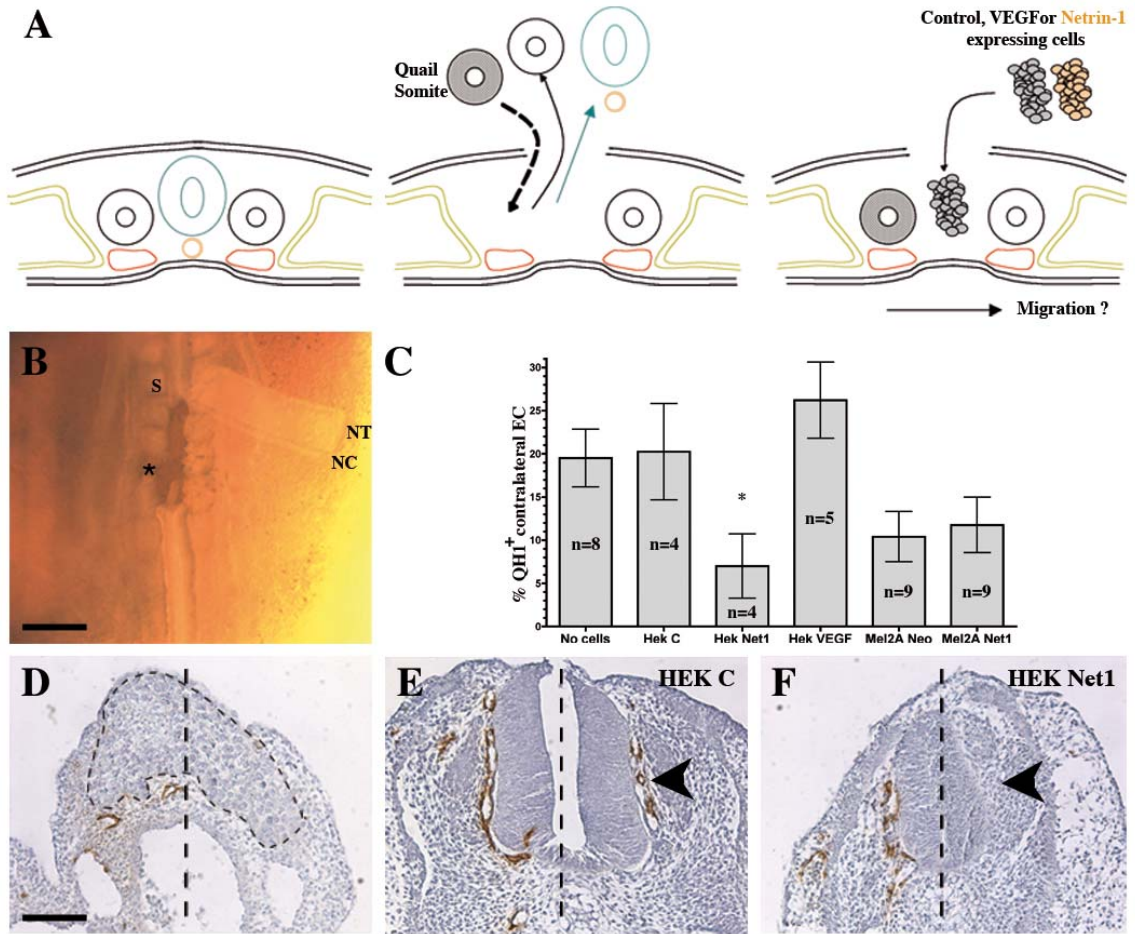 A
Quail
Somite
Control, VEGFor Netrin-1
expressing cells
Migration ?
B
S
*
NT
NC
C
% QH1+ contralateral EC
30
25
20
15
10
5
0
n=8
n=4
*
n=4
n=5
n=9
n=9
No cells
Hek C
Hek Net1
Hek VEGF
Mel2A Neo
Mel2A Net1
D
E
HEK C
F
HEK Net1